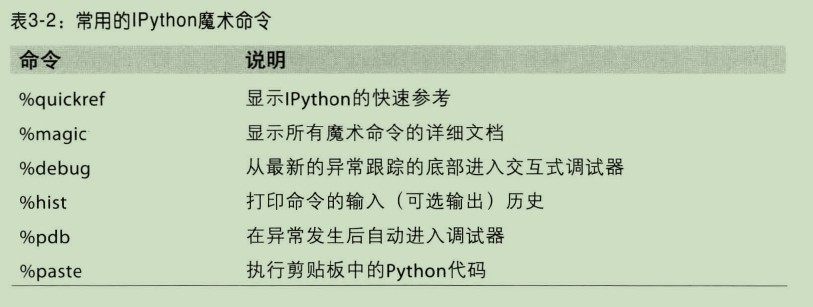 表3-2：常用的IPython魔术命令
命令 说明
%quickref 显示IPython的快速参考
%magic 显示所有魔术命令的详细文档
%debug 从最新的异常跟踪的底部进入交互式调试器
%hist 打印命令的输入（可选输出）历史
%pdb 在异常发生后自动进入调试器
%paste 执行剪贴板中的Python代码